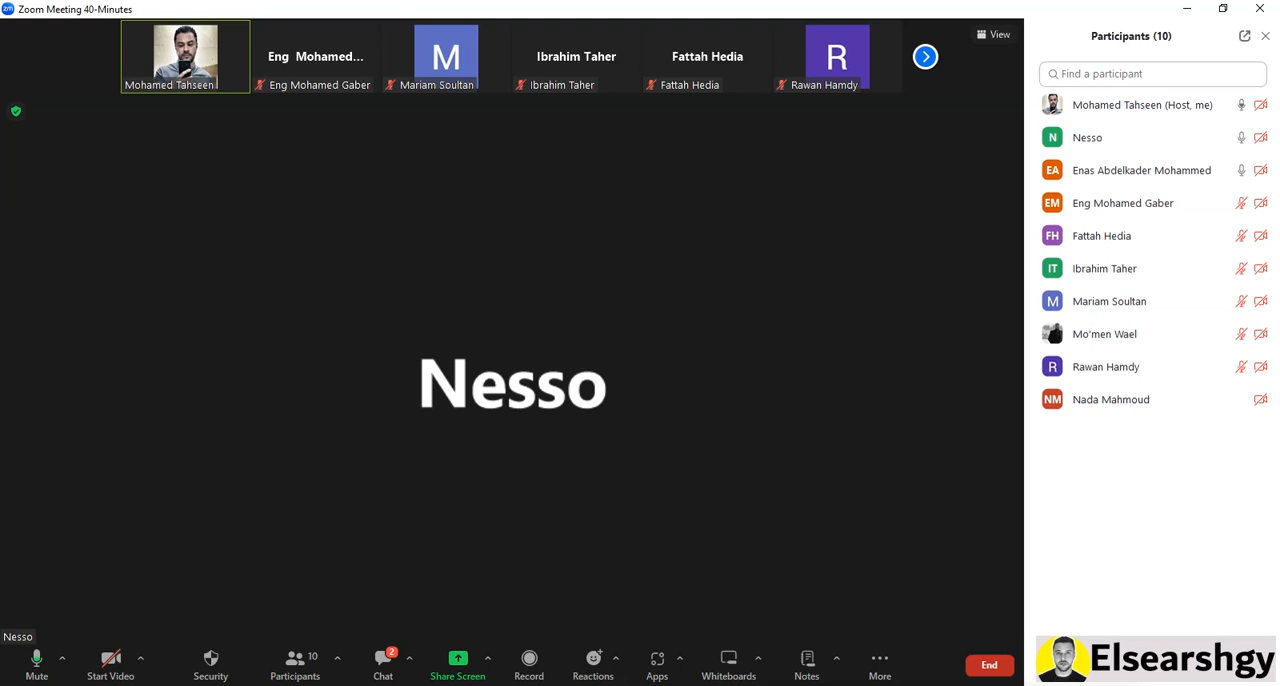 zm Zoom Meeting 40-Minutes
Mohamed Tahseen
Eng Mohamed...
Eng Mohamed Gaber
M
Mariam Soultan
Ibrahim Taher
Ibrahim Taher
Fattah Hedia
Fattah Hedia
R
Rawan Hamdy
View
Nesso
Nesso
Participants (10)
Find a participant
Mohamed Tahseen (Host, me)
N Nesso
EA Enas Abdelkader Mohammed
EM Eng Mohamed Gaber
FH Fattah Hedia
IT Ibrahim Taher
M Mariam Soultan
Mo'men Wael
R Rawan Hamdy
NM Nada Mahmoud
Mute
Start Video
Security
10
Participants
2
Chat
Share Screen
Record
Reactions
Apps
Whiteboards
Notes
More
End
Elsearshgy